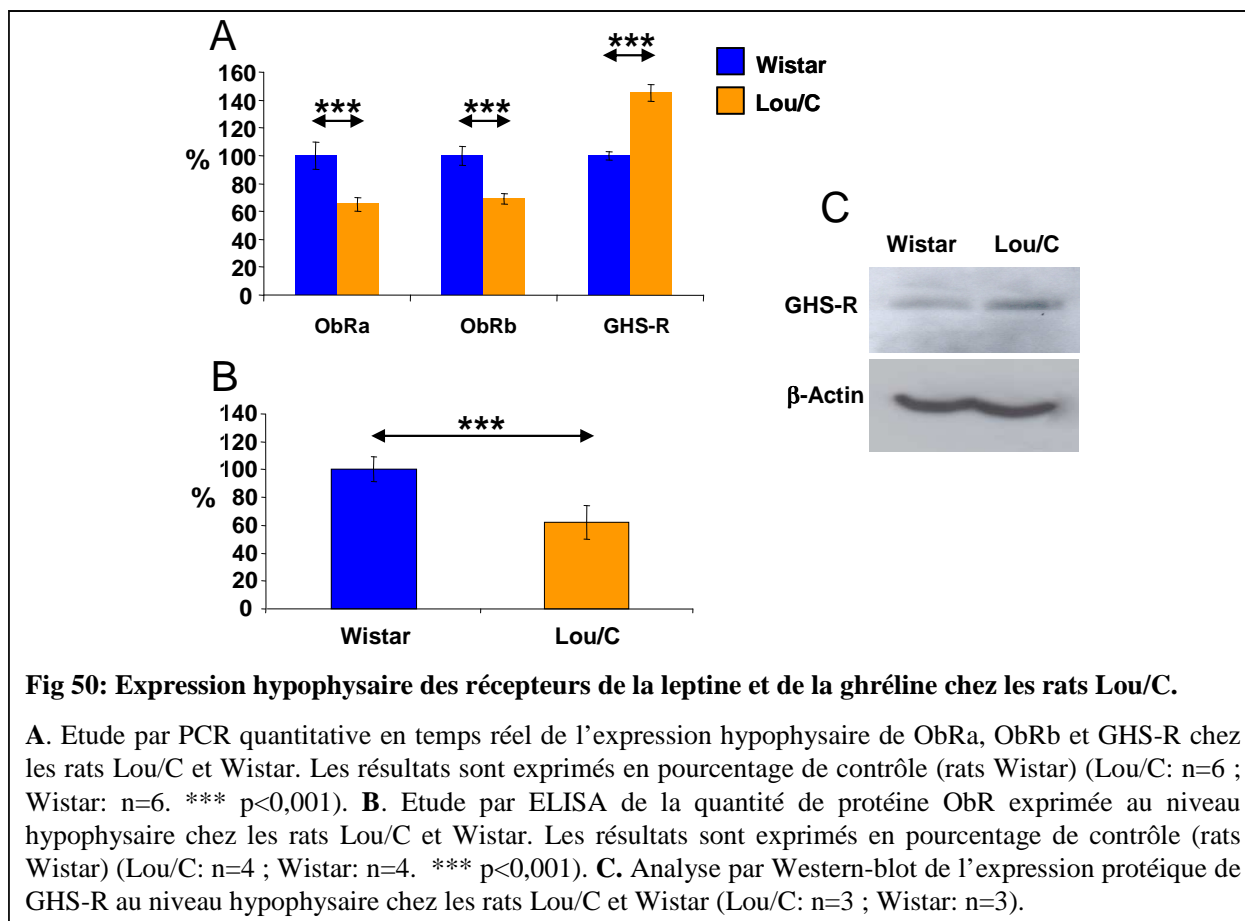 A
***
***
***
Wistar
Lou/C
160
140
120
100
80
60
40
20
0
%
ObRa
ObRb
GHS-R
B
***
140
120
100
80
60
40
20
0
%
Wistar
Lou/C
C
Wistar
Lou/C
GHS-R
β-Actin
Fig 50: Expression hypophysaire des récepteurs de la leptine et de la ghréline chez les rats Lou/C.
A. Etude par PCR quantitative en temps réel de l'expression hypophysaire de ObRa, ObRb et GHS-R chez
les rats Lou/C et Wistar. Les résultats sont exprimés en pourcentage de contrôle (rats Wistar) (Lou/C: n=6 ;
Wistar: n=6. *** p<0,001). B. Etude par ELISA de la quantité de protéine ObR exprimée au niveau
hypophysaire chez les rats Lou/C et Wistar. Les résultats sont exprimés en pourcentage de contrôle (rats
Wistar) (Lou/C: n=4 ; Wistar: n=4. *** p<0,001). C. Analyse par Western-blot de l'expression protéique de
GHS-R au niveau hypophysaire chez les rats Lou/C et Wistar (Lou/C: n=3 ; Wistar: n=3).